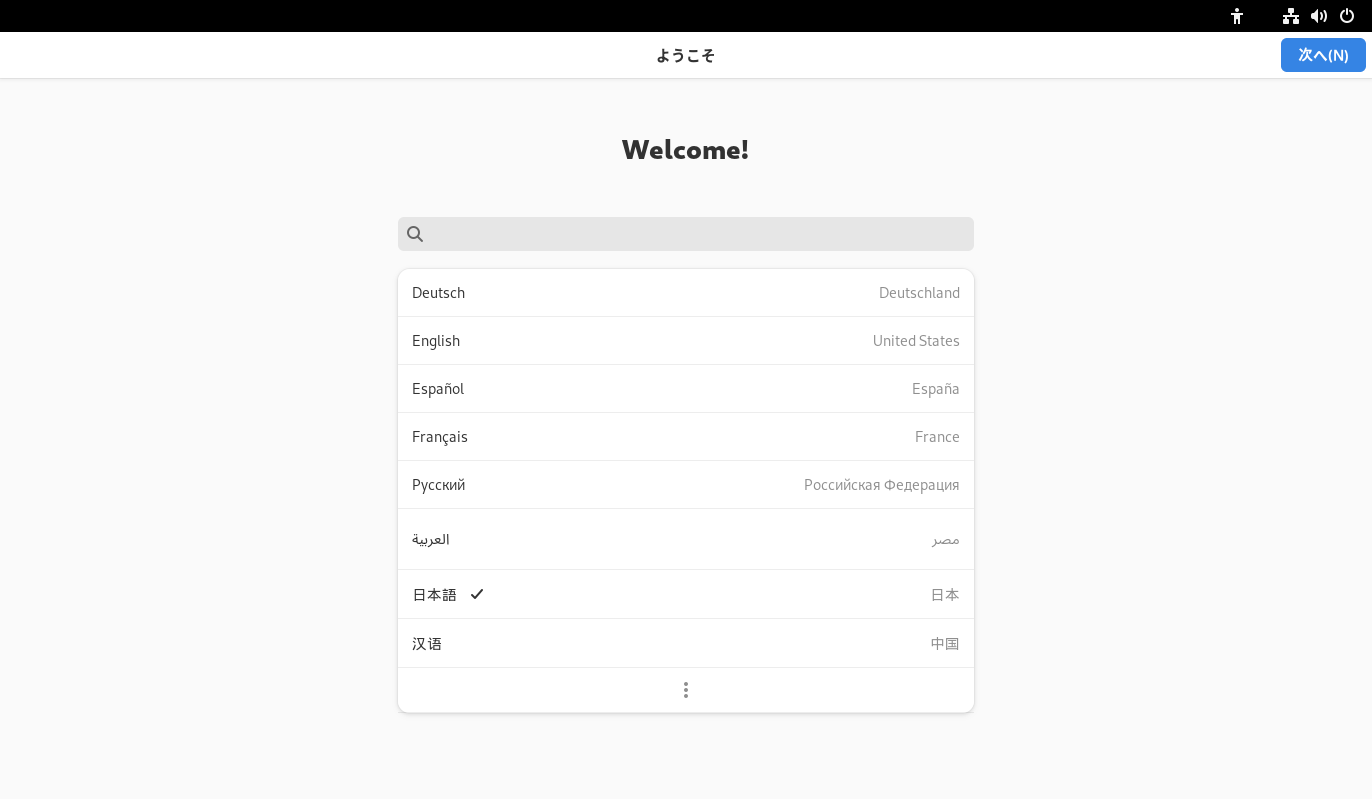 ようこそ
次へ(N)
Welcome!
Deutsch Deutschland
English United States
Español España
Français France
Русский Российская Федерация
العربية مصر
日本語 日本
汉语 中国